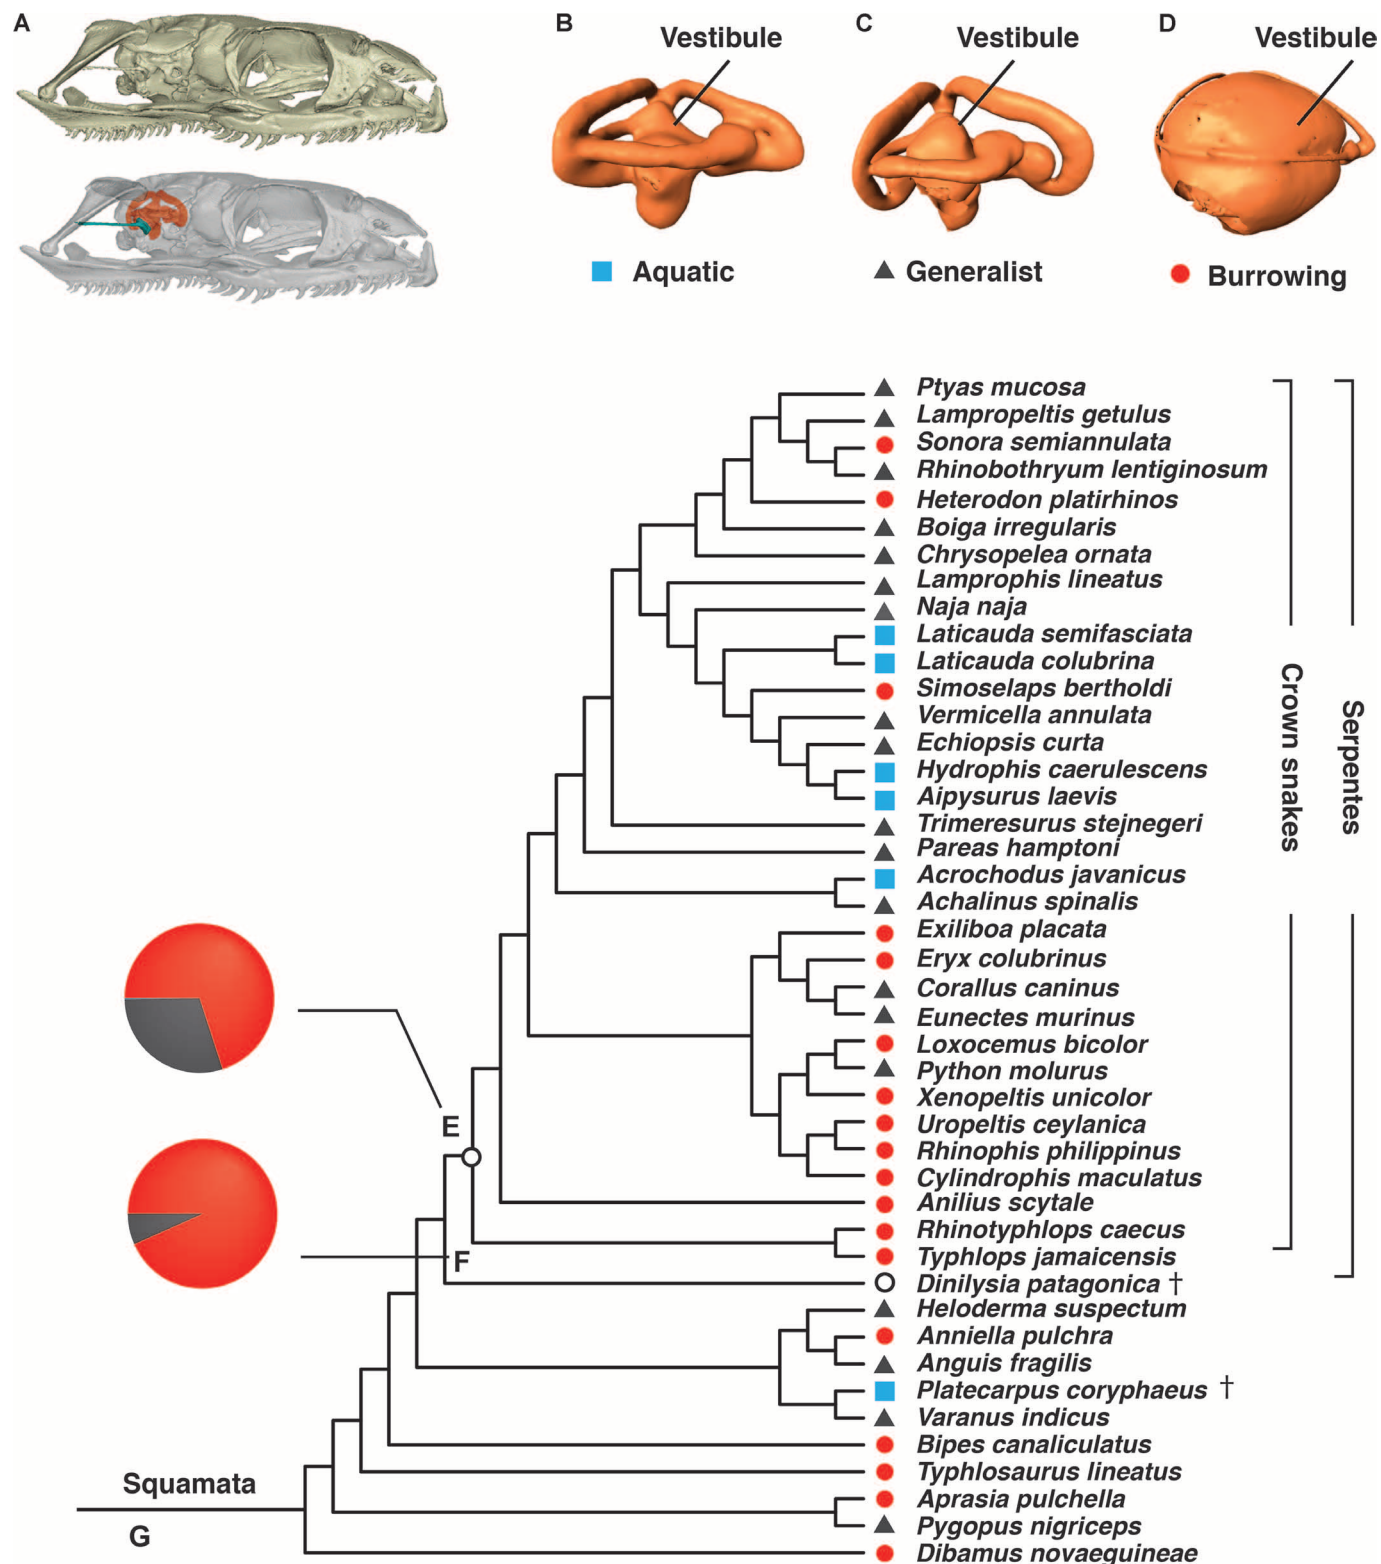 A
B
C
D
Vestibule
Vestibule
Vestibule
Aquatic
Generalist
Burrowing
Ptyas mucosa
Lampropeltis getulus
Sonora semiannulata
Rhinobothryum lentiginosum
Heterodon platirhinos
Boiga irregularis
Chrysopelea ornata
Lamprophis lineatus
Naja naja
Laticauda semifasciata
Laticauda colubrina
Simoselaps bertholdi
Vermicella annulata
Echiopsis curta
Hydrophis caerulescens
Aipysurus laevis
Trimeresurus stejnegeri
Pareas hamptoni
Acrochodus javanicus
Achalinus spinalis
Exiliboa placata
Eryx colubrinus
Corallus caninus
Eunectes murinus
Loxocemus bicolor
Python molurus
Xenopeltis unicolor
Uropeltis ceylanica
Rhinophis philippinus
Cylindrophis maculatus
Anilius scytale
Rhinotyphlops caecus
Typhlops jamaicensis
Dinilysia patagonica †
Heloderma suspectum
Anniella pulchra
Anguis fragilis
Platecarpus coryphaeus †
Varanus indicus
Bipes canaliculatus
Typhlosaurus lineatus
Aprasia pulchella
Pygopus nigriceps
Dibamus novaeguineae
Crown snakes
Serpentes
E
F
Squamata
G